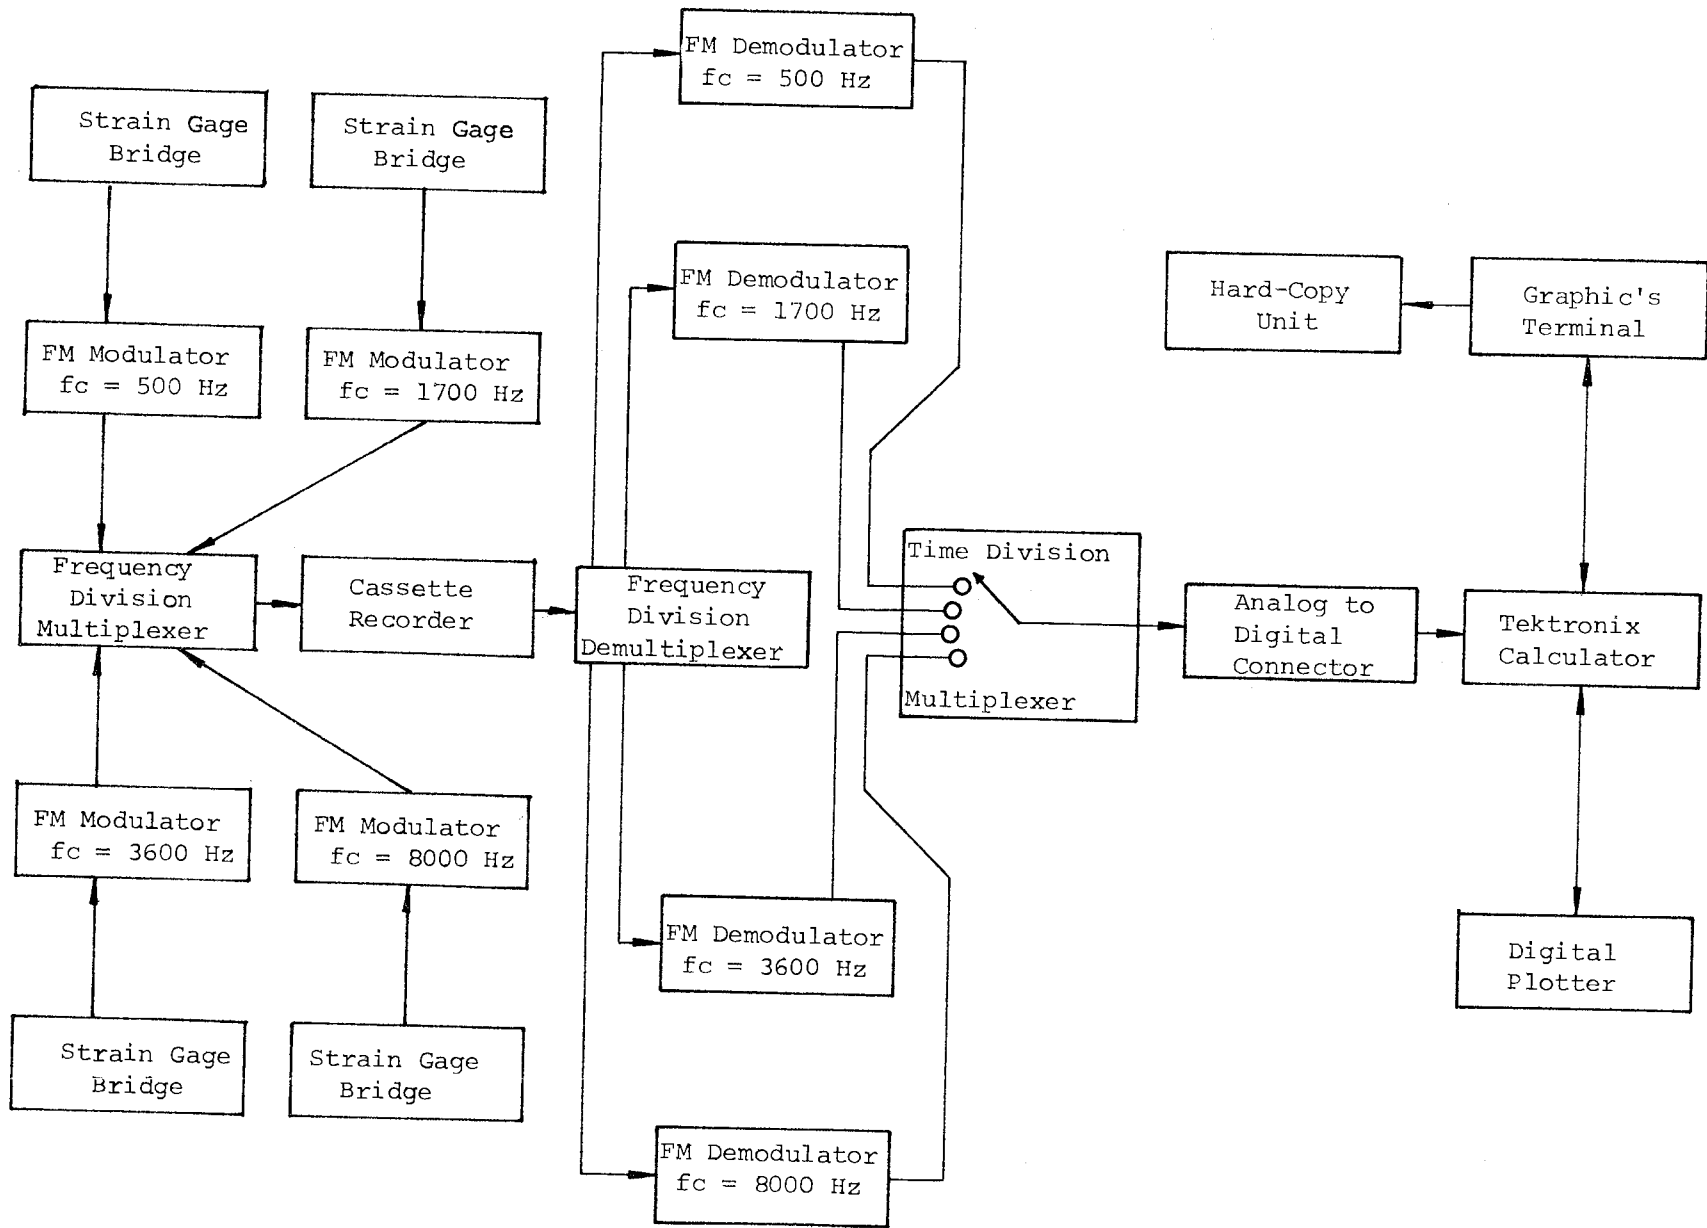 FM Demodulator
fc = 500 Hz
Strain Gage
Bridge
Strain Gage
Bridge
FM Demodulator
fc = 1700 Hz
Hard-Copy
Unit
Graphic's
Terminal
FM Modulator
fc = 500 Hz
FM Modulator
fc = 1700 Hz
Frequency
Division
Multiplexer
Cassette
Recorder
Frequency
Division
Demultiplexer
Time Division
Multiplexer
Analog to
Digital
Connector
Tektronix
Calculator
FM Modulator
fc = 3600 Hz
FM Modulator
fc = 8000 Hz
FM Demodulator
fc = 3600 Hz
Digital
Plotter
Strain Gage
Bridge
Strain Gage
Bridge
FM Demodulator
fc = 8000 Hz